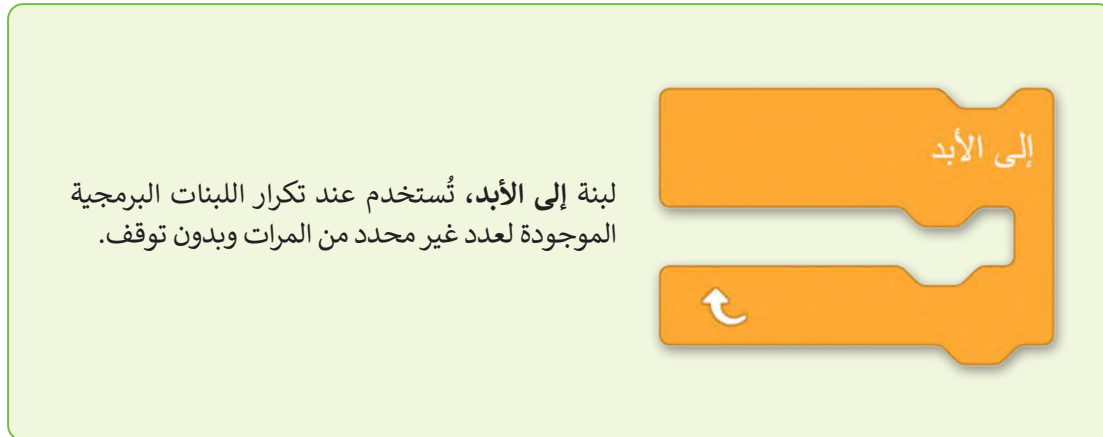 إلى الأبد
لبنة إلى الأبد، تُستخدم عند تكرار اللبنات البرمجية
الموجودة لعدد غير محدد من المرات وبدون توقف.